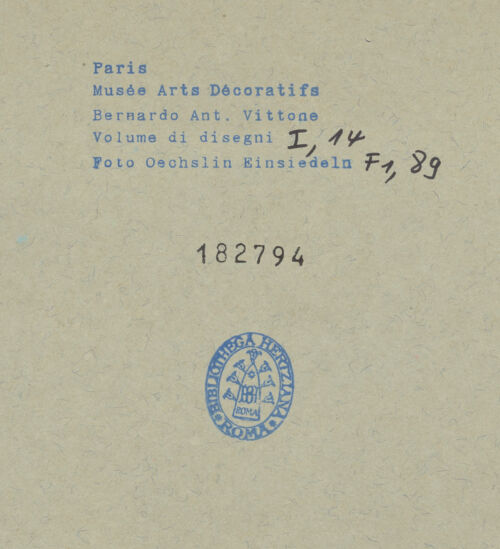 Paris
Musée Arts Décoratifs
Bernardo Ant. Vittone
Volume di disegni I, 14
Foto Oechslin Einsiedeln F1, 89
182794
BIBLIOTHECA HERTZIANA
ROMA
ROMA